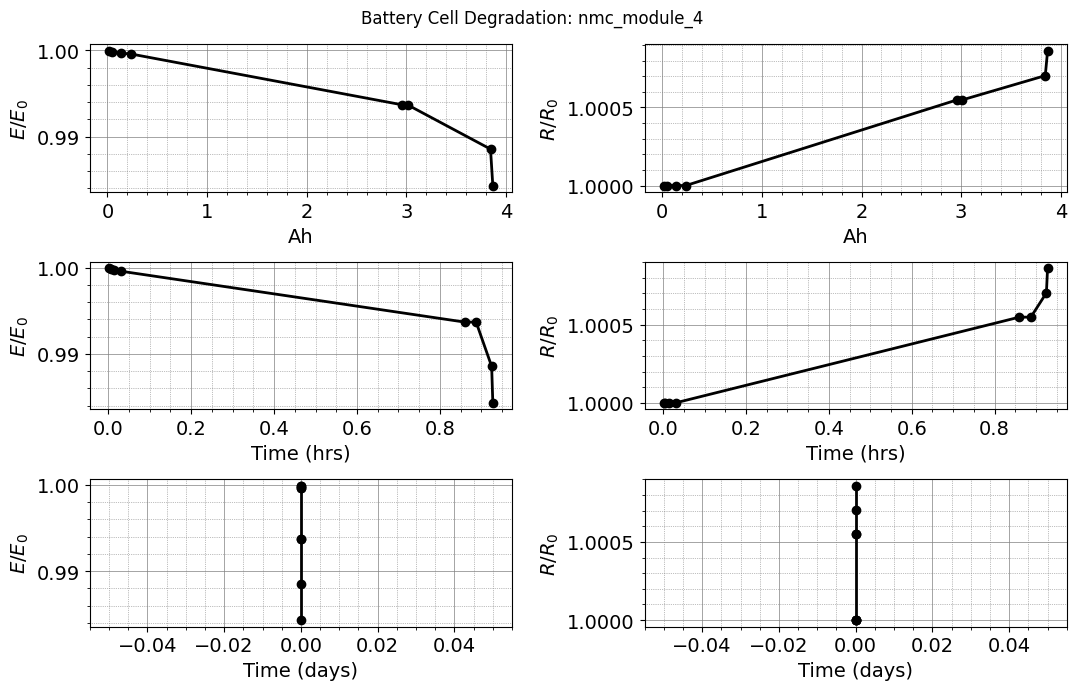 Battery Cell Degradation: nmc_module_4
1.00
0.99
E/E₀
0 1 2 3 4
Ah
1.0005
1.0000
R/R₀
0 1 2 3 4
Ah
1.00
0.99
E/E₀
0.0 0.2 0.4 0.6 0.8
Time (hrs)
1.0005
1.0000
R/R₀
0.0 0.2 0.4 0.6 0.8
Time (hrs)
1.00
0.99
E/E₀
−0.04 −0.02 0.00 0.02 0.04
Time (days)
1.0005
1.0000
R/R₀
−0.04 −0.02 0.00 0.02 0.04
Time (days)